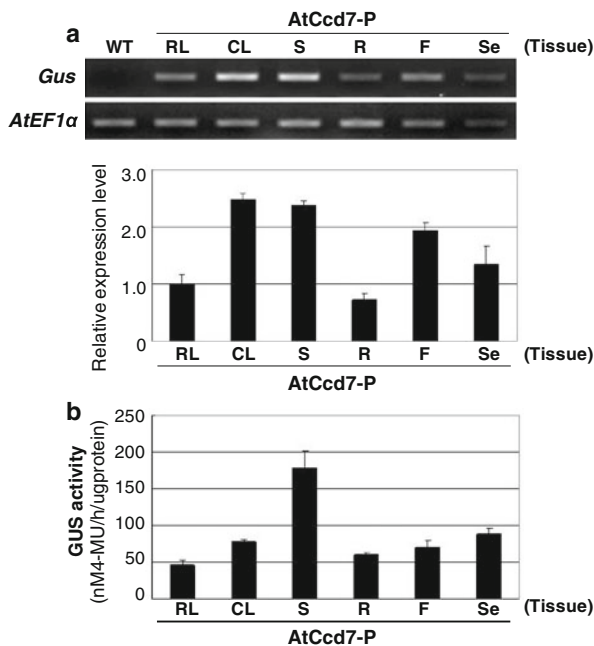 AtCcd7-P
a WT RL CL S R F Se (Tissue)
Gus
AtEF1α
Relative expression level
3.0
2.0
1.0
0
RL CL S R F Se (Tissue)
AtCcd7-P
b
GUS activity
(nM4-MU/h/ugprotein)
250
200
150
100
50
0
RL CL S R F Se (Tissue)
AtCcd7-P